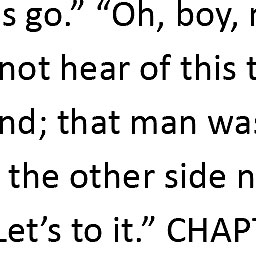 s go.” “Oh, boy,
not hear of this
nd; that man was
the other side
Let’s to it.” CHAPT